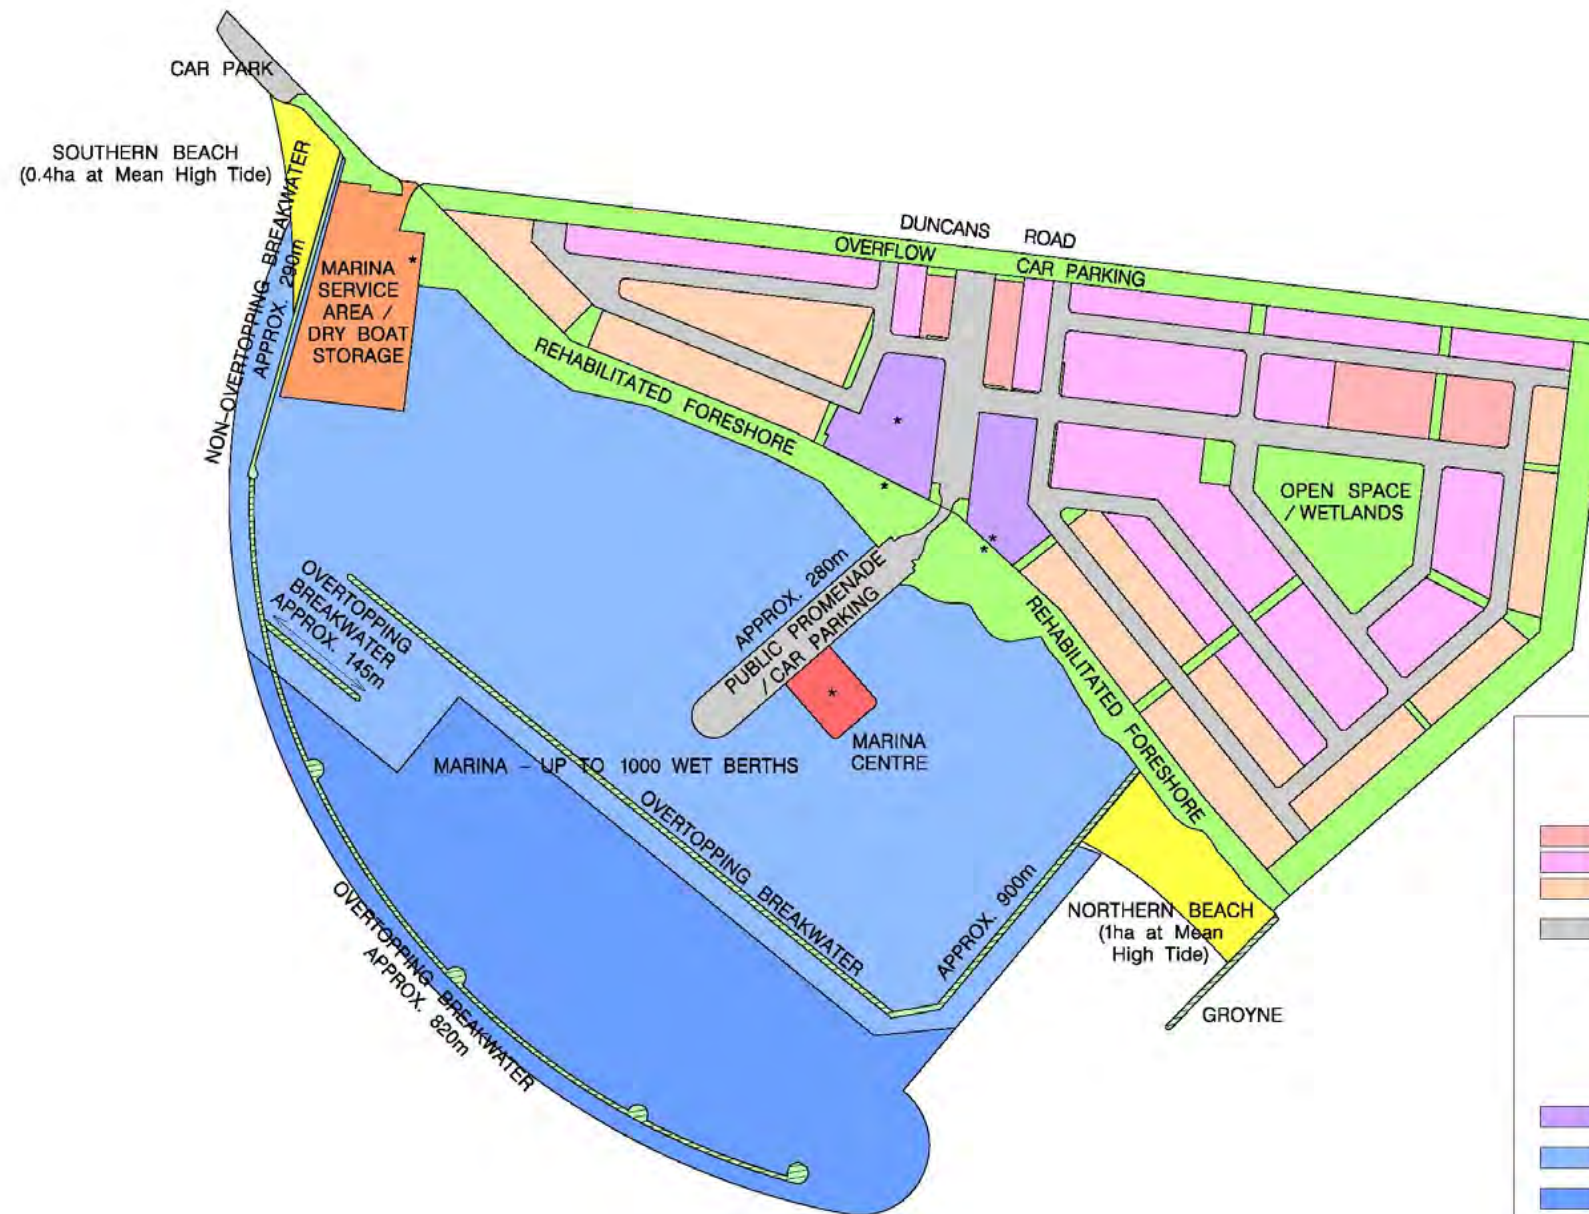 CAR PARK
SOUTHERN BEACH
(0.4ha at Mean High Tide)
NON-OVERTOPPING BREAKWATER
APPROX. 290m
MARINA
SERVICE
AREA /
DRY BOAT
STORAGE
*
DUNCANS ROAD
OVERFLOW CAR PARKING
REHABILITATED FORESHORE
*
*
*
*
OPEN SPACE
/WETLANDS
OVERTOPPING
BREAKWATER
APPROX. 145m
APPROX. 280m
PUBLIC PROMENADE
/ CAR PARKING
*
MARINA
CENTRE
REHABILITATED FORESHORE
MARINA - UP TO 1000 WET BERTHS
OVERTOPPING BREAKWATER
APPROX. 900m
NORTHERN BEACH
(1ha at Mean
High Tide)
GROYNE
OVERTOPPING BREAKWATER
APPROX. 820m